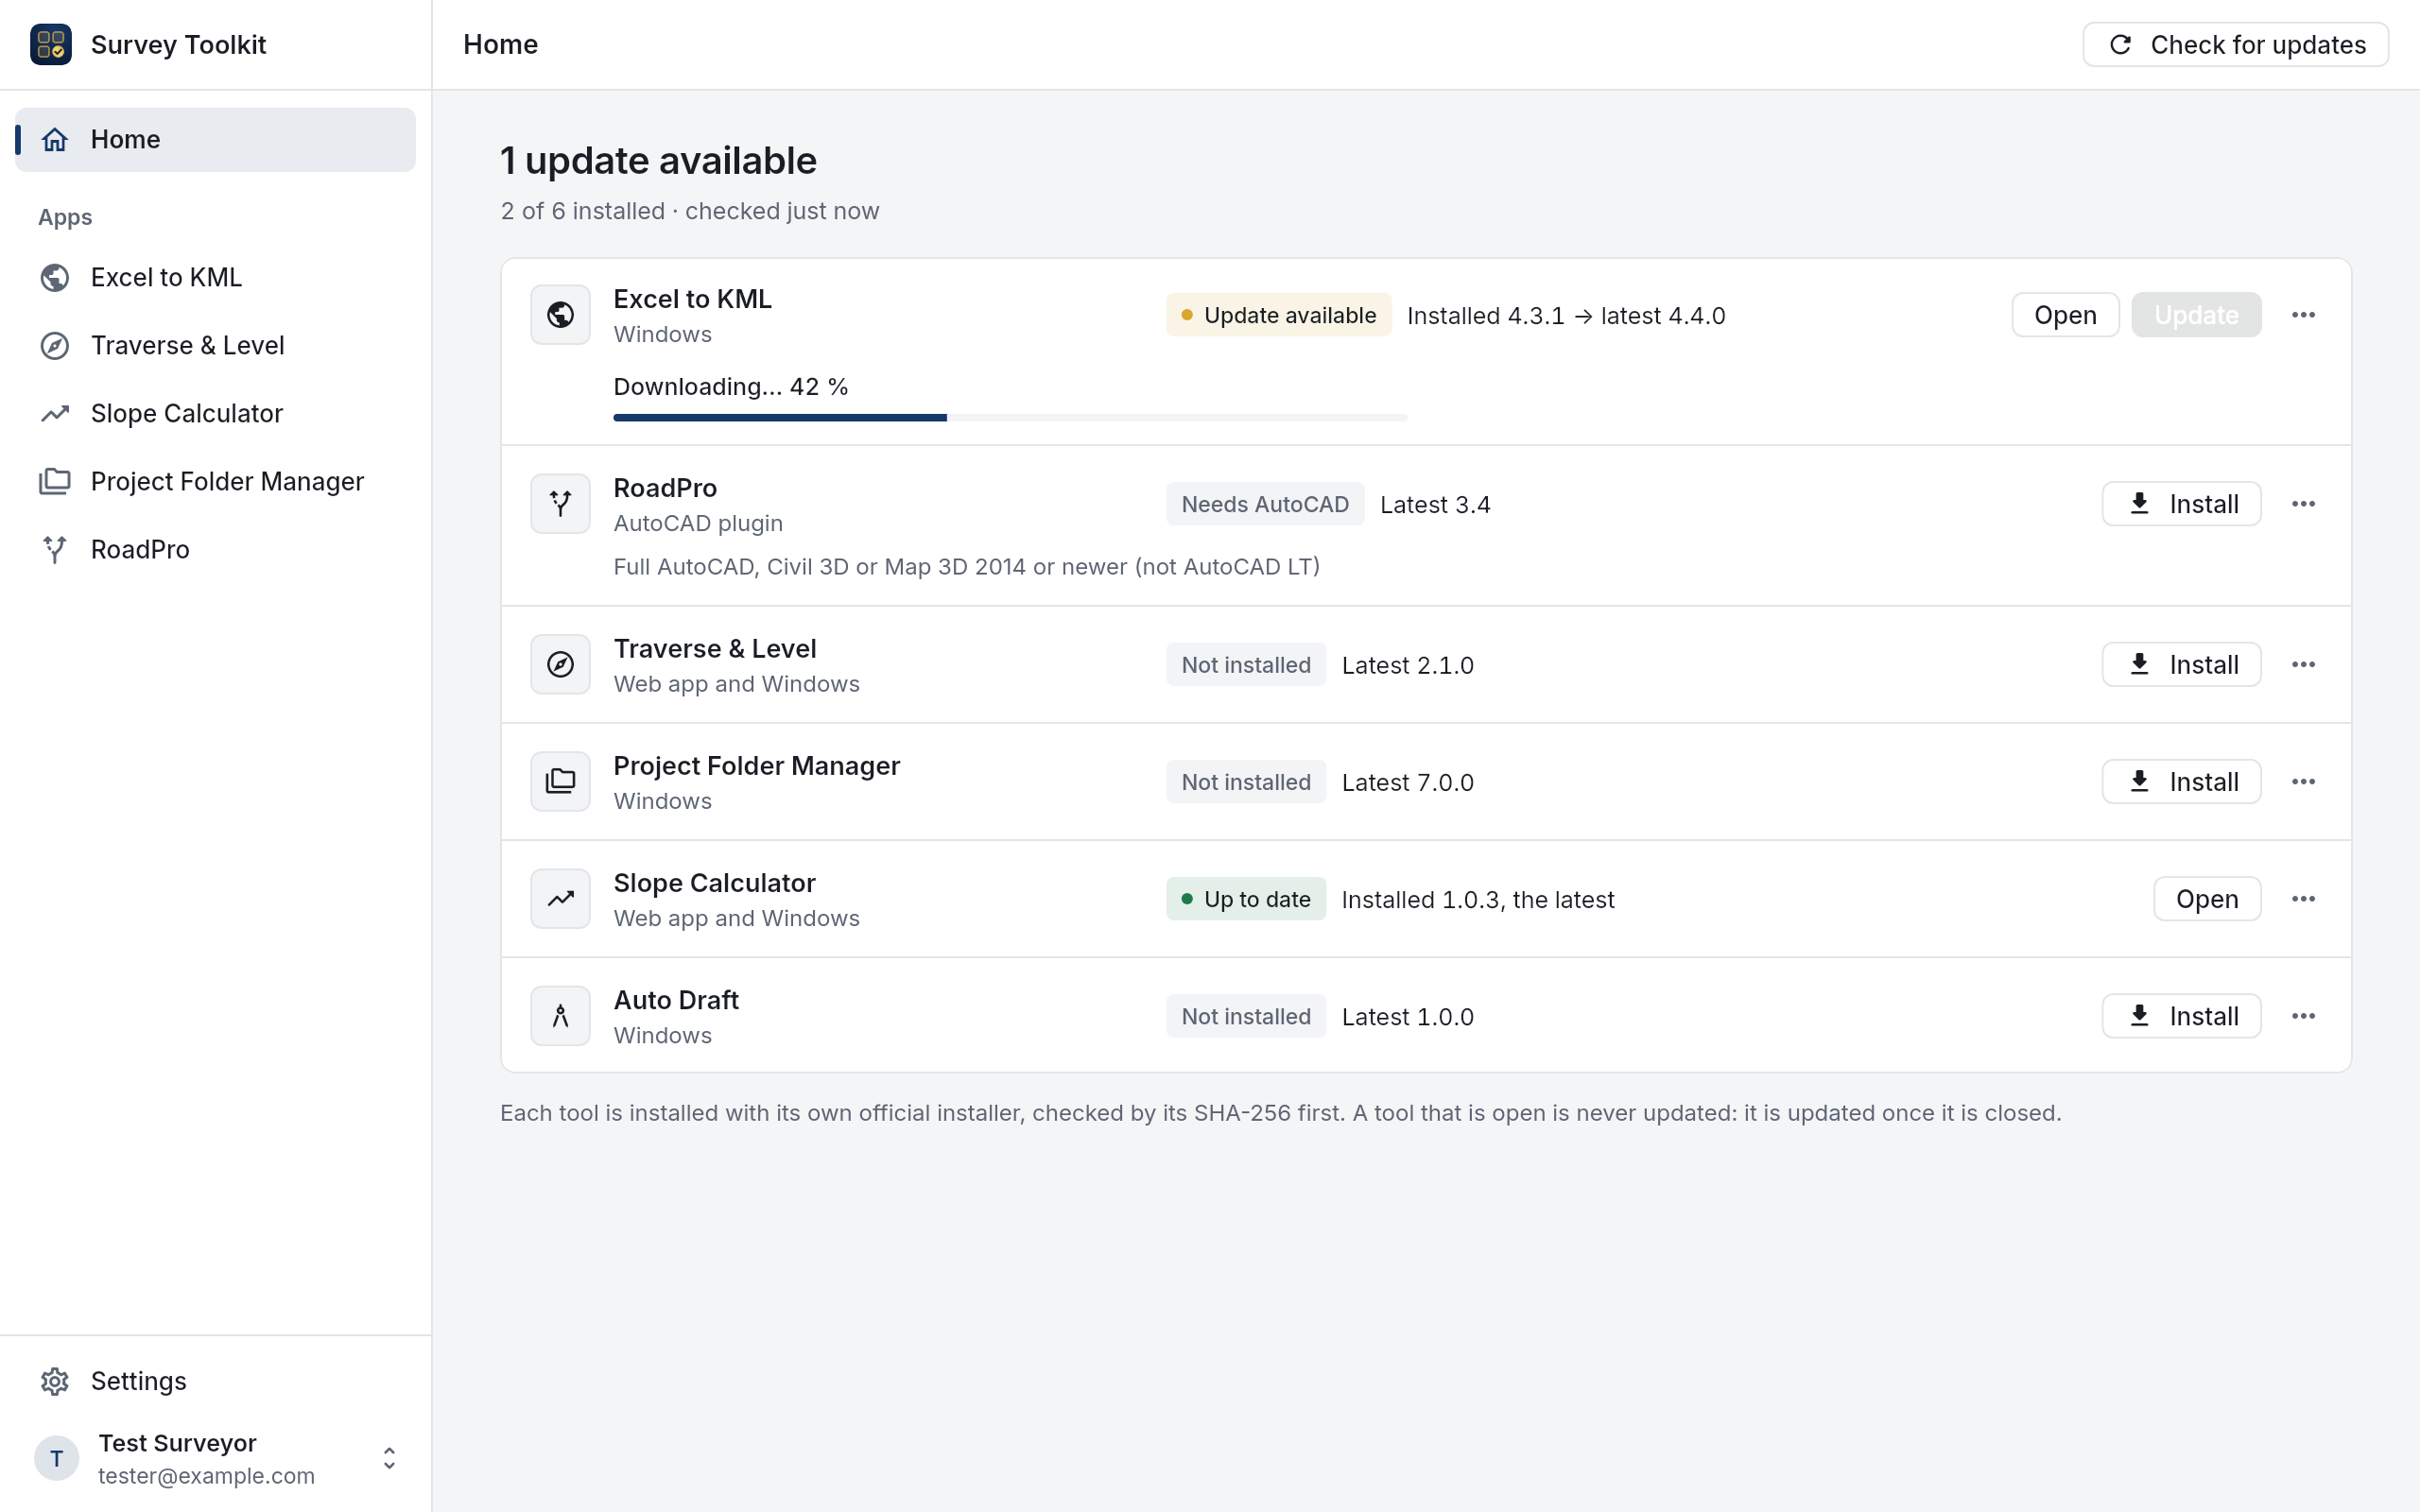 Survey Toolkit
Home
Check for updates
Home
Apps
Excel to KML
Traverse & Level
Slope Calculator
Project Folder Manager
RoadPro
Settings
T
Test Surveyor
tester@example.com
1 update available
2 of 6 installed · checked just now
Excel to KML
Windows
Update available
Installed 4.3.1 → latest 4.4.0
Open
Update
Downloading... 42 %
RoadPro
AutoCAD plugin
Needs AutoCAD
Latest 3.4
Install
Full AutoCAD, Civil 3D or Map 3D 2014 or newer (not AutoCAD LT)
Traverse & Level
Web app and Windows
Not installed
Latest 2.1.0
Install
Project Folder Manager
Windows
Not installed
Latest 7.0.0
Install
Slope Calculator
Web app and Windows
Up to date
Installed 1.0.3, the latest
Open
Auto Draft
Windows
Not installed
Latest 1.0.0
Install
Each tool is installed with its own official installer, checked by its SHA-256 first. A tool that is open is never updated: it is updated once it is closed.